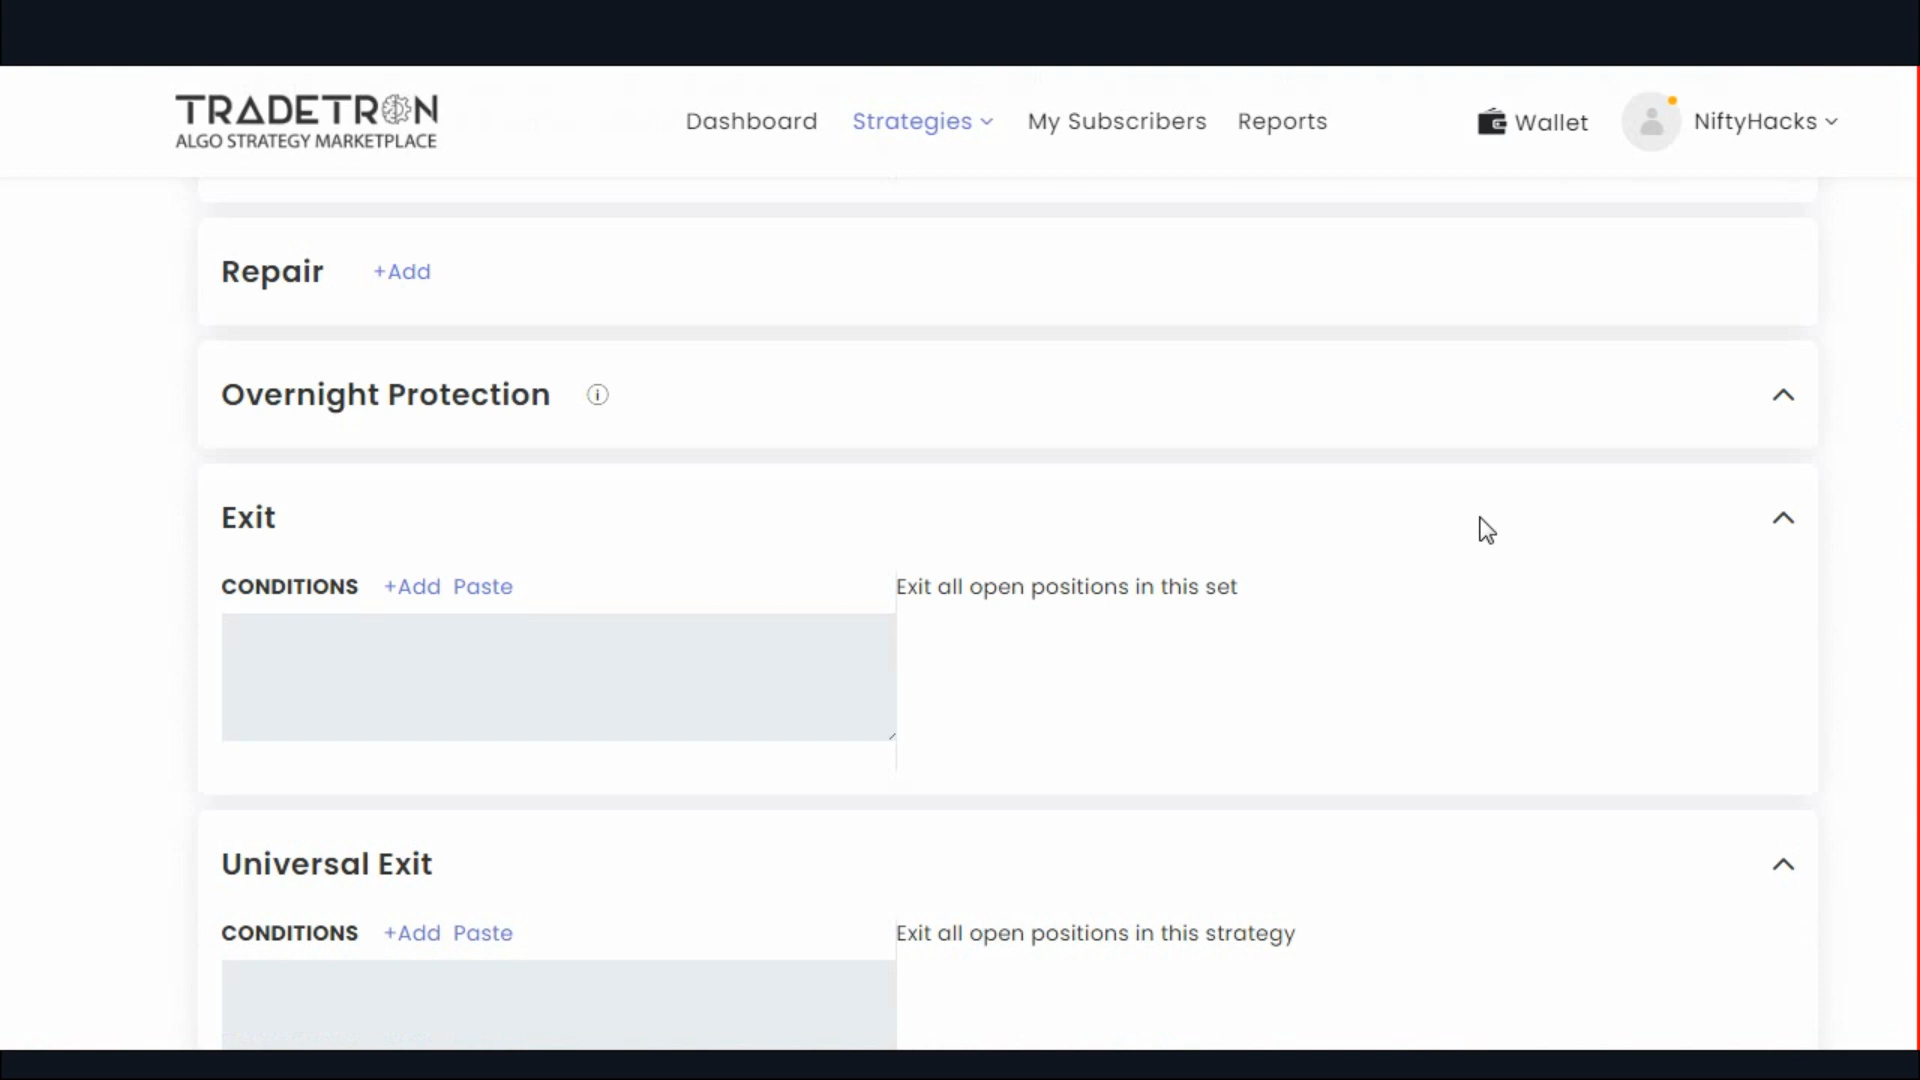 TRADETRON
ALGO STRATEGY MARKETPLACE
Dashboard Strategies My Subscribers Reports Wallet NiftyHacks
Repair +Add
Overnight Protection
Exit
CONDITIONS +Add Paste Exit all open positions in this set
Universal Exit
CONDITIONS +Add Paste Exit all open positions in this strategy